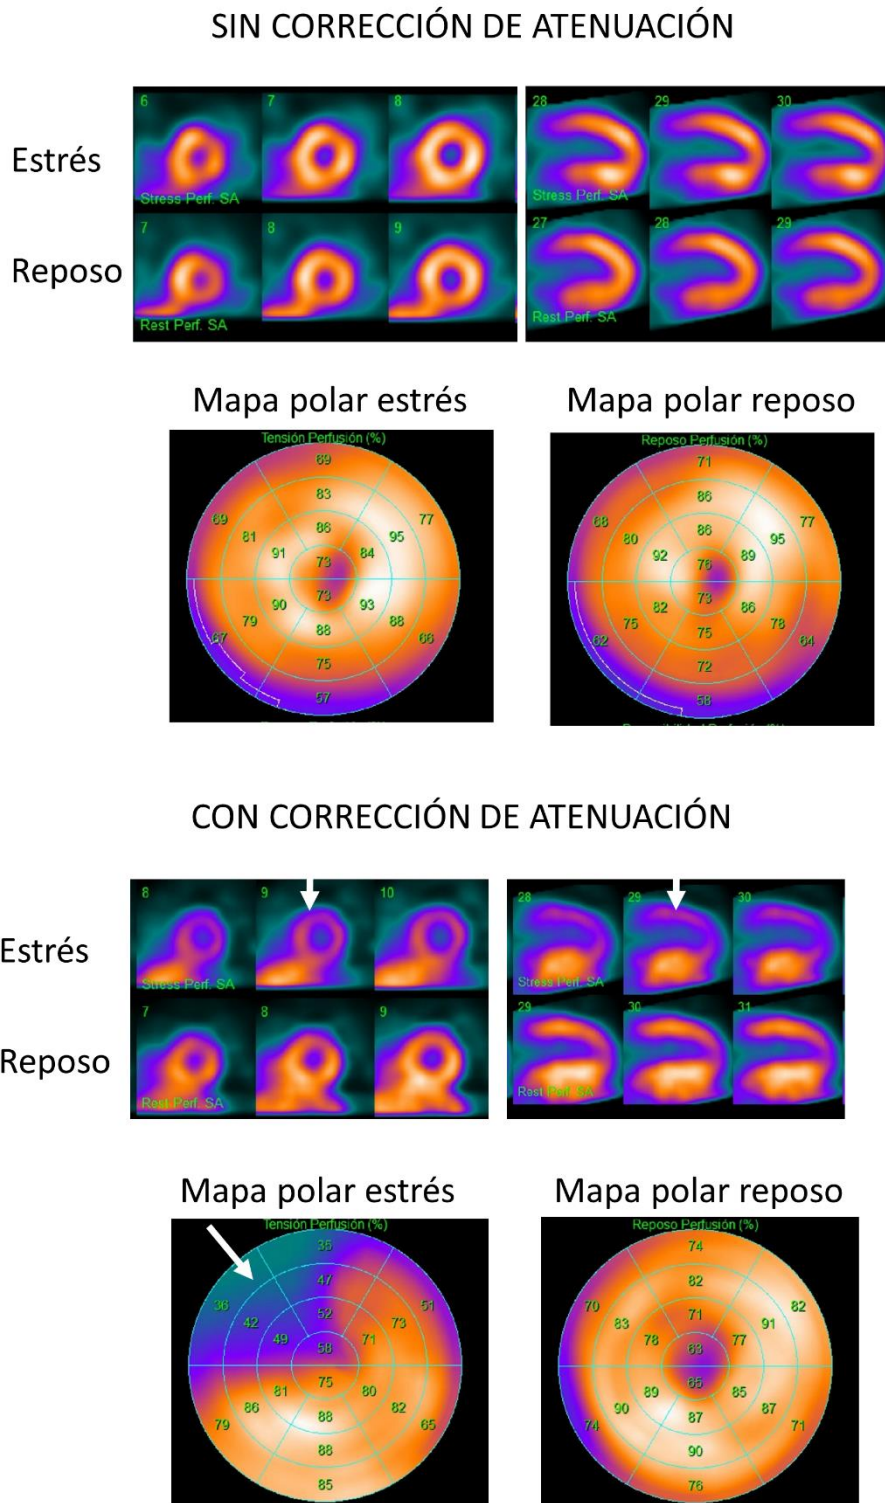 SIN CORRECCIÓN DE ATENUACIÓN
6 7 8 28 29 30
Estrés
Stress Perf. SA Stress Perf. SA
7 8 9 27 28 29
Reposo
Rest Perf. SA Rest Perf. SA
Mapa polar estrés Mapa polar reposo
Tensión Perfusión (%)
69
83
69 77
86
81 95
91 84
73
73
90 93
79 88
88
67 66
75
57
Reposo Perfusión (%)
71
86
68 77
86
80 95
92 89
76
73
82 86
75 78
75
62 64
72
58
CON CORRECCIÓN DE ATENUACIÓN
8 9 10 28 29 30
Estrés
Stress Perf. SA Stress Perf. SA
7 8 9 29 30 31
Reposo
Rest Perf. SA Rest Perf. SA
Mapa polar estrés Mapa polar reposo
Tensión Perfusión (%)
35
47
36 51
52
42 73
49 71
58
75
81 80
86 82
88
79 65
88
85
Reposo Perfusión (%)
74
82
70 82
71
83 91
78 77
63
65
89 85
90 87
87
74 71
90
76